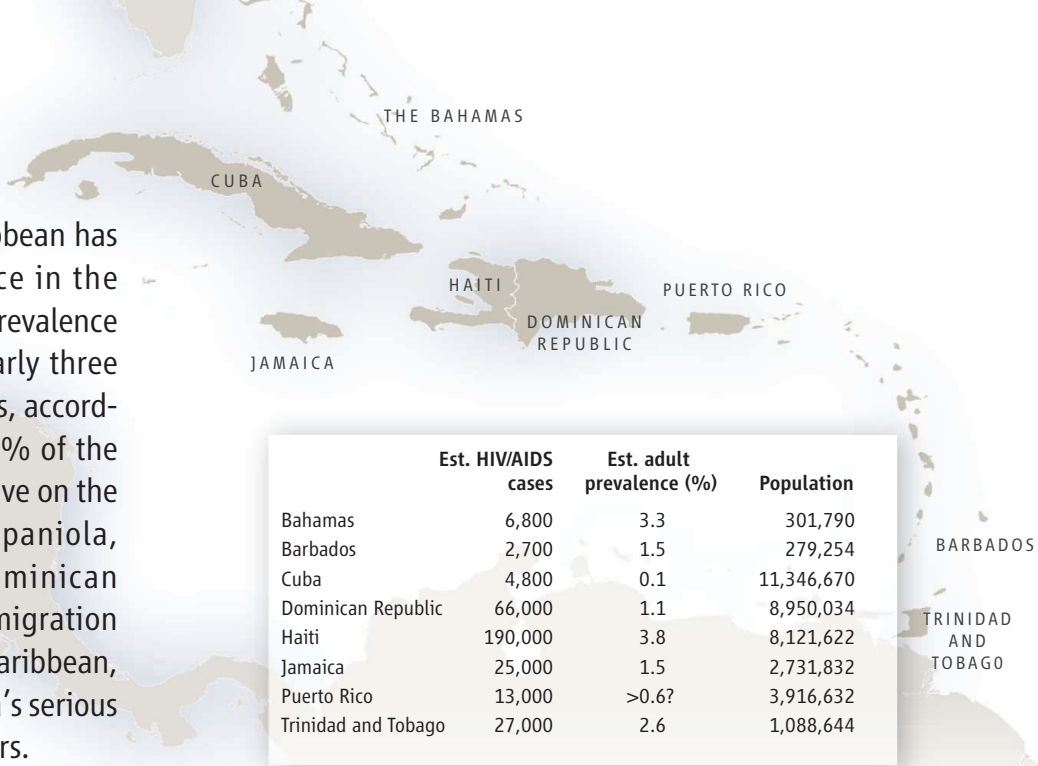 THE BAHAMAS
CUBA
HAITI
PUERTO RICO
DOMINICAN
REPUBLIC
JAMAICA
BARBADOS
TRINIDAD
AND
TOBAGO
bean has
ce in the
revalence
arly three
s, accord-
% of the
ve on the
paniola,
minican
migration
aribbean,
's serious
rs.
Est. HIV/AIDS cases Est. adult prevalence (%) Population
Bahamas 6,800 3.3 301,790
Barbados 2,700 1.5 279,254
Cuba 4,800 0.1 11,346,670
Dominican Republic 66,000 1.1 8,950,034
Haiti 190,000 3.8 8,121,622
Jamaica 25,000 1.5 2,731,832
Puerto Rico 13,000 >0.6? 3,916,632
Trinidad and Tobago 27,000 2.6 1,088,644